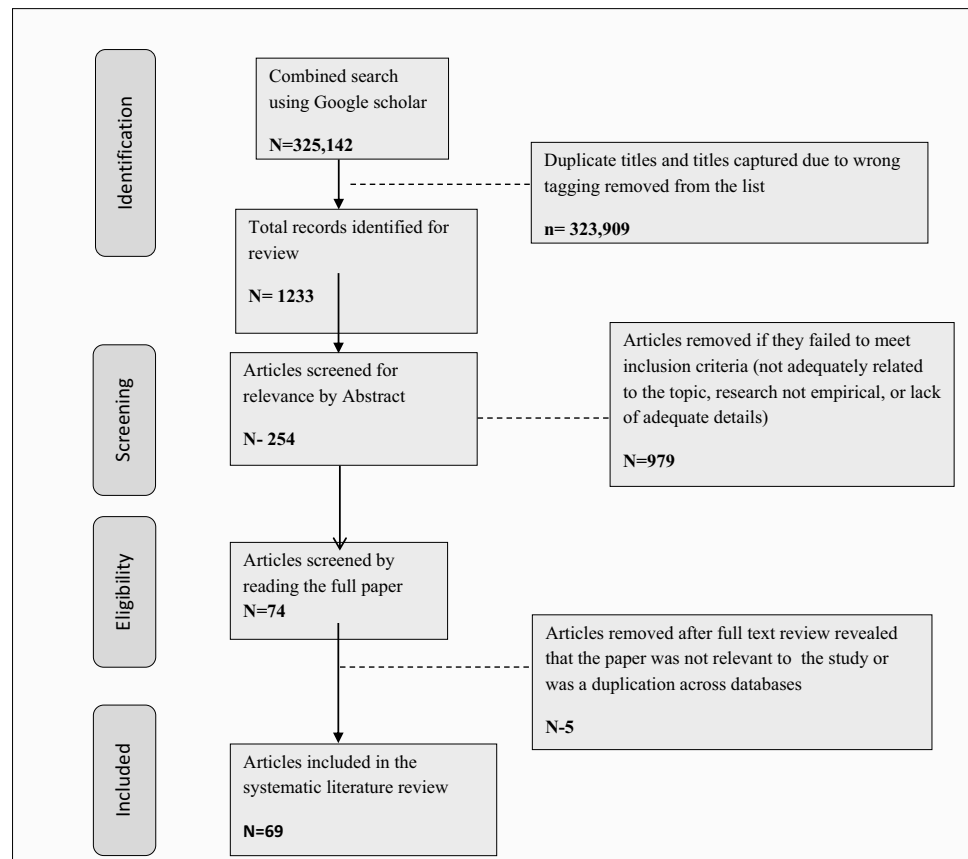 Identification
Combined search
using Google scholar
N=325,142
Duplicate titles and titles captured due to wrong
tagging removed from the list
n= 323,909
Total records identified for
review
N= 1233
Screening
Articles screened for
relevance by Abstract
N- 254
Articles removed if they failed to meet
inclusion criteria (not adequately related
to the topic, research not empirical, or lack
of adequate details)
N=979
Eligibility
Articles screened by
reading the full paper
N=74
Articles removed after full text review revealed
that the paper was not relevant to the study or
was a duplication across databases
N-5
Included
Articles included in the
systematic literature review
N=69